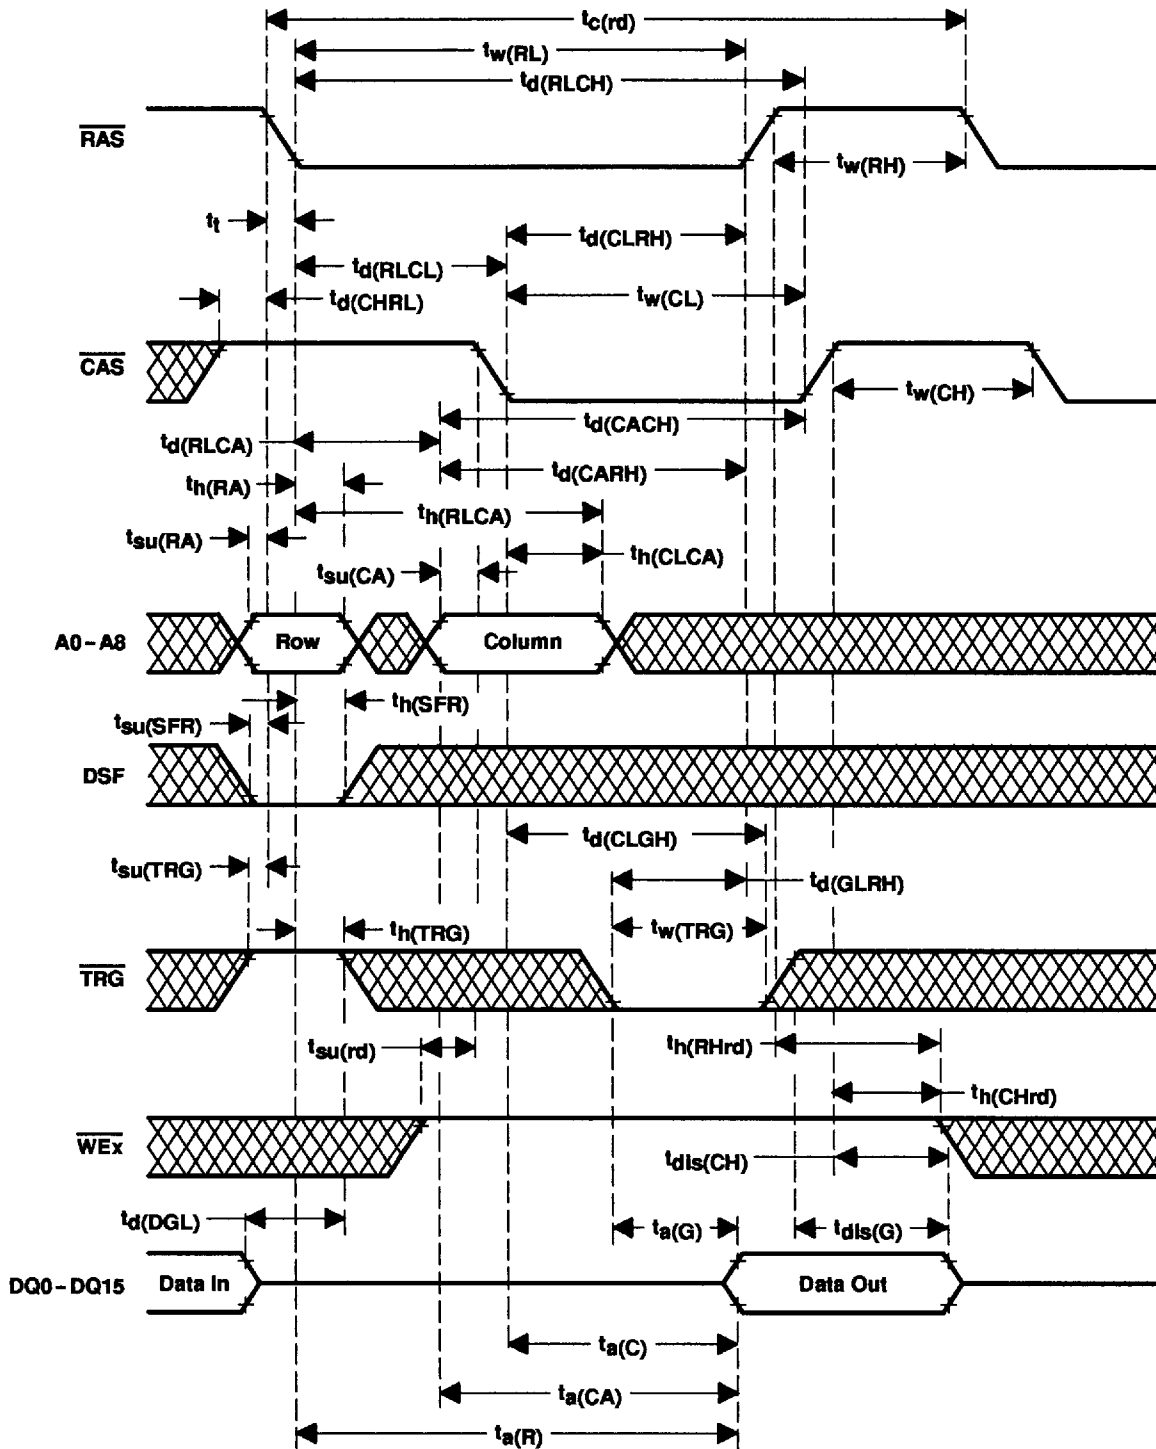 tc(rd)
tw(RL)
td(RLCH)
RAS
tw(RH)
tt
td(CLRH)
td(RLCL)
td(CHRL)
tw(CL)
CAS
tw(CH)
td(CACH)
td(RLCA)
td(CARH)
th(RA)
th(RLCA)
tsu(RA)
th(CLCA)
tsu(CA)
A0–A8
Row
Column
th(SFR)
tsu(SFR)
DSF
td(CLGH)
tsu(TRG)
td(GLRH)
th(TRG)
tw(TRG)
TRG
tsu(rd)
th(RHrd)
th(CHrd)
WEx
tdis(CH)
td(DGL)
ta(G)
tdis(G)
DQ0–DQ15
Data In
Data Out
ta(C)
ta(CA)
ta(R)